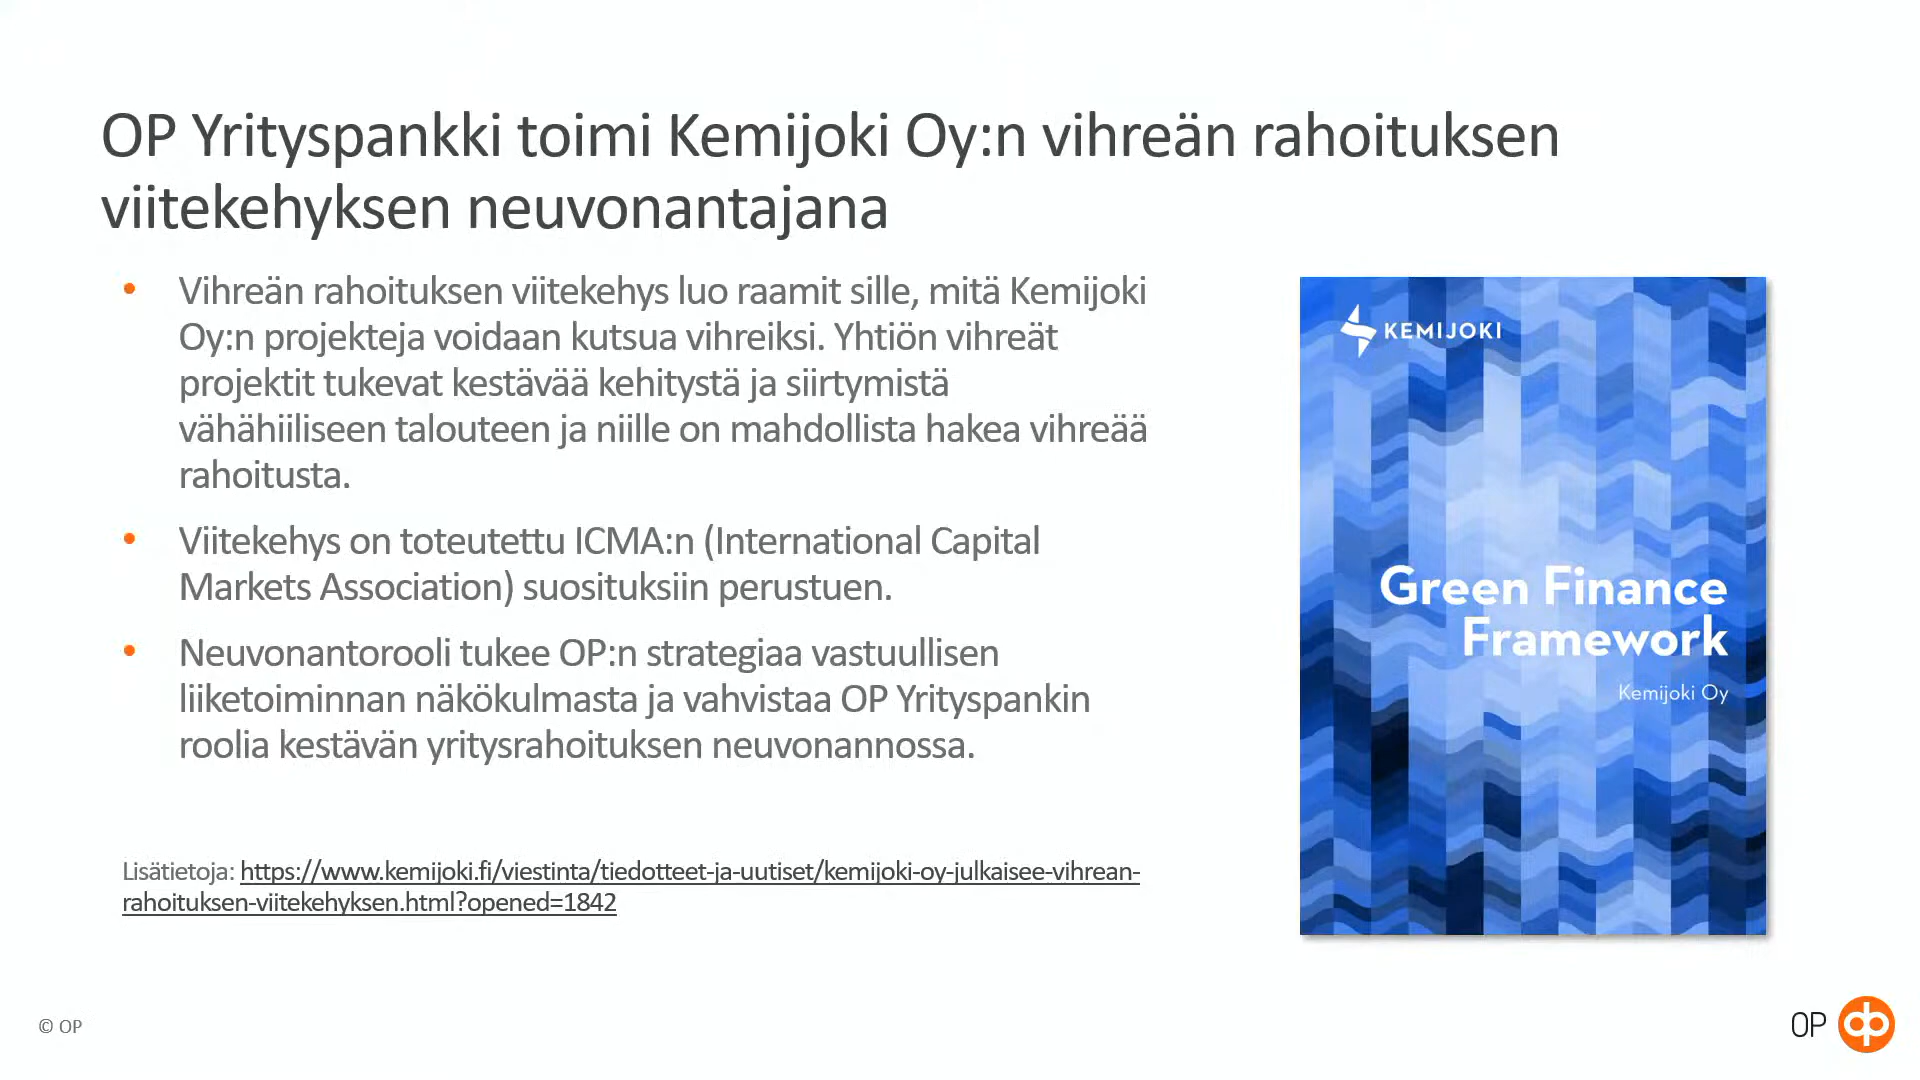 OP Yrityspankki toimi Kemijoki Oy:n vihreän rahoituksen
viitekehyksen neuvonantajana
• Vihreän rahoituksen viitekehys luo raamit sille, mitä Kemijoki
Oy:n projekteja voidaan kutsua vihreiksi. Yhtiön vihreät
projektit tukevat kestävää kehitystä ja siirtymistä
vähähiiliseen talouteen ja niille on mahdollista hakea vihreää
rahoitusta.
• Viitekehys on toteutettu ICMA:n (International Capital
Markets Association) suosituksiin perustuen.
• Neuvonantorooli tukee OP:n strategiaa vastuullisen
liiketoiminnan näkökulmasta ja vahvistaa OP Yrityspankin
roolia kestävän yritysrahoituksen neuvonannossa.
Lisätietoja: https://www.kemijoki.fi/viestinta/tiedotteet-ja-uutiset/kemijoki-oy-julkaisee-vihrean-
rahoituksen-viitekehyksen.html?opened=1842
KEMIJOKI
Green Finance
Framework
Kemijoki Oy
© OP
OP